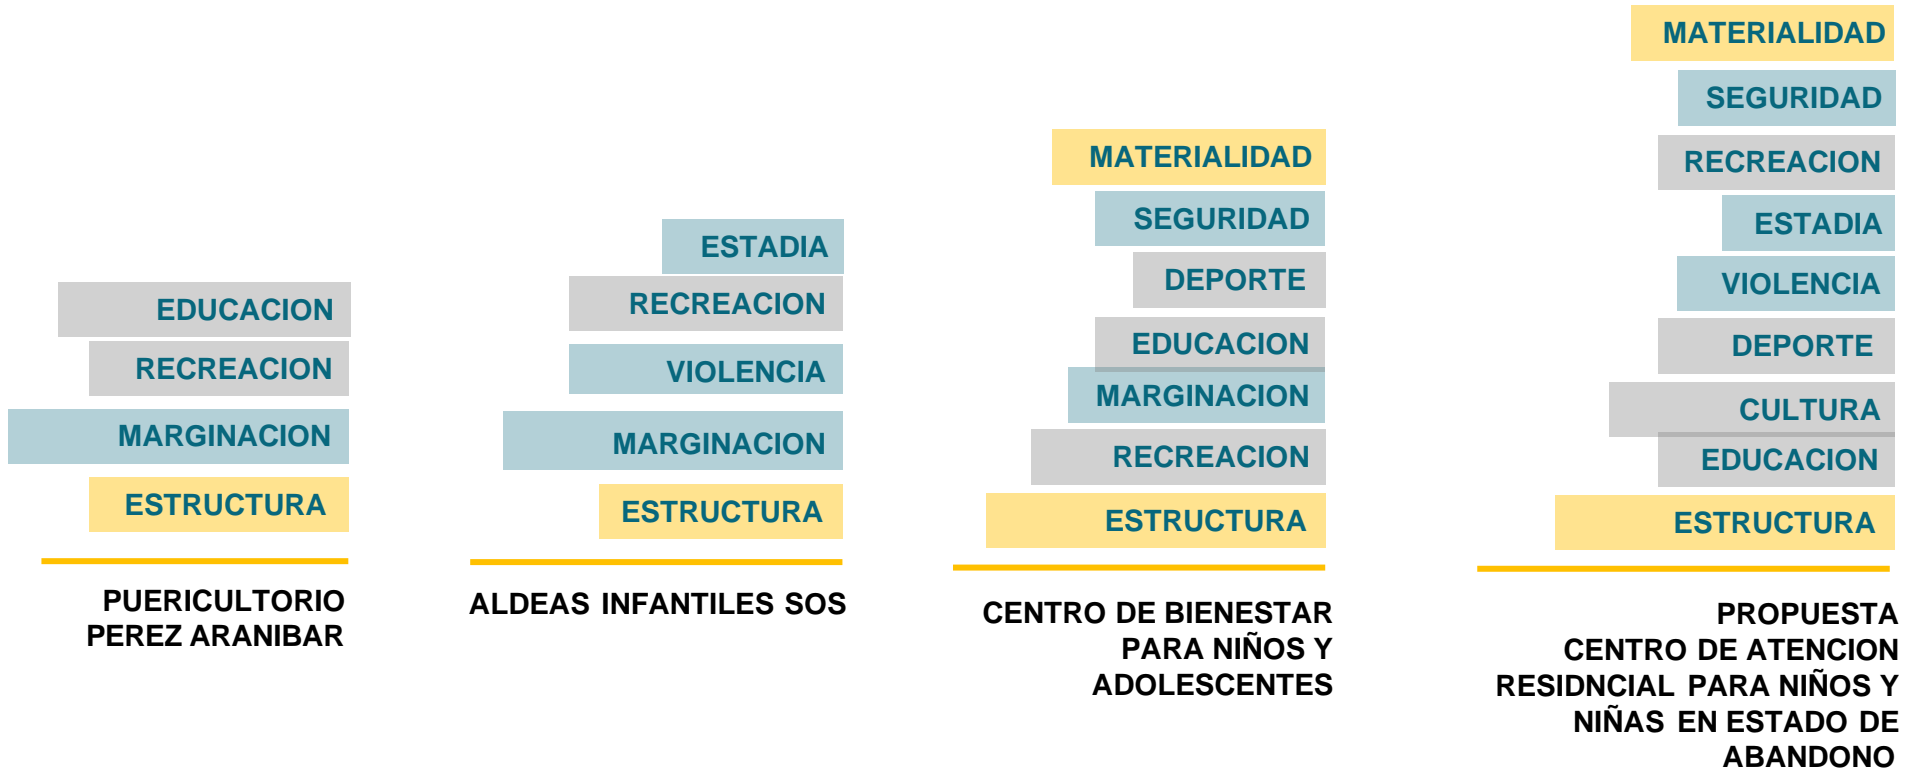 EDUCACION
RECREACION
MARGINACION
ESTRUCTURA
PUERICULTORIO
PEREZ ARANIBAR
ESTADIA
RECREACION
VIOLENCIA
MARGINACION
ESTRUCTURA
ALDEAS INFANTILES SOS
MATERIALIDAD
SEGURIDAD
DEPORTE
EDUCACION
MARGINACION
RECREACION
ESTRUCTURA
CENTRO DE BIENESTAR
PARA NIÑOS Y
ADOLESCENTES
MATERIALIDAD
SEGURIDAD
RECREACION
ESTADIA
VIOLENCIA
DEPORTE
CULTURA
EDUCACION
ESTRUCTURA
PROPUESTA
CENTRO DE ATENCION
RESIDNCIAL PARA NIÑOS Y
NIÑAS EN ESTADO DE
ABANDONO